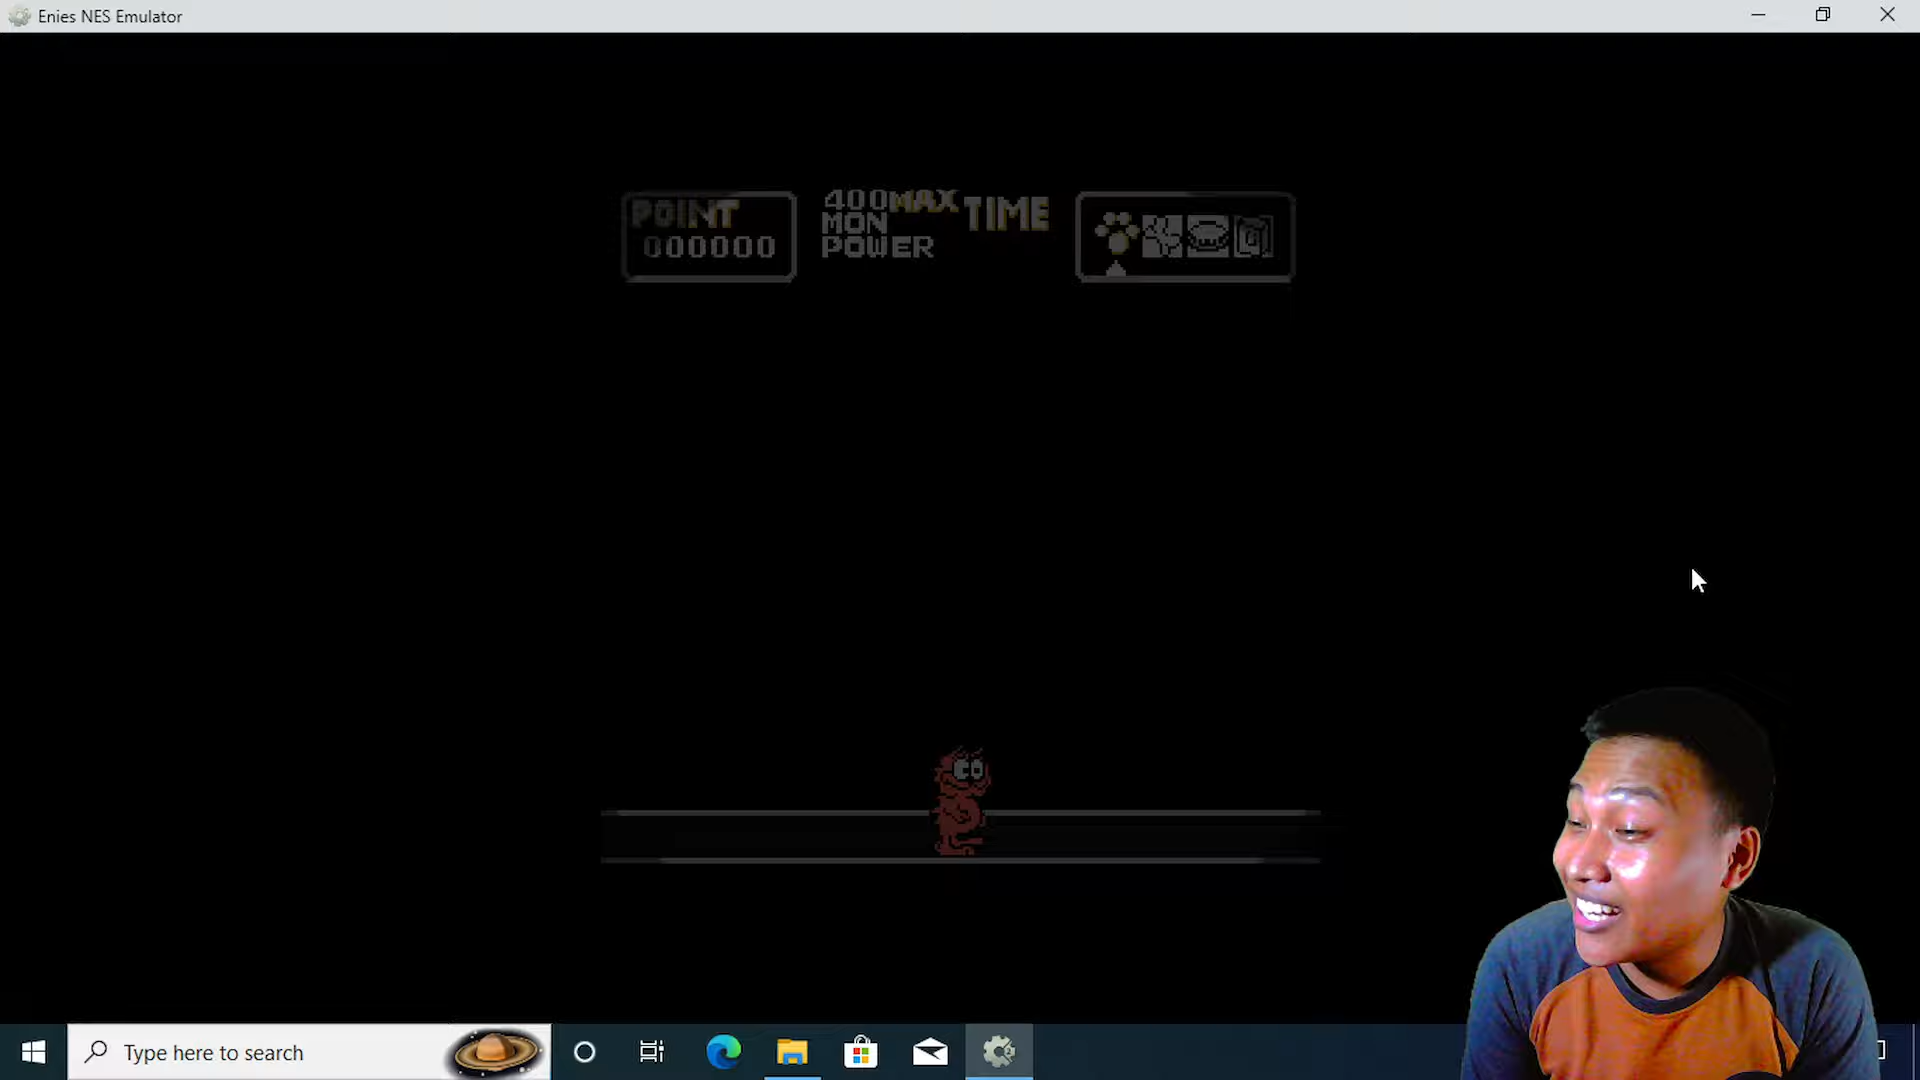 Enies NES Emulator
POINT
000000
400MAX
MON
POWER
TIME
Type here to search